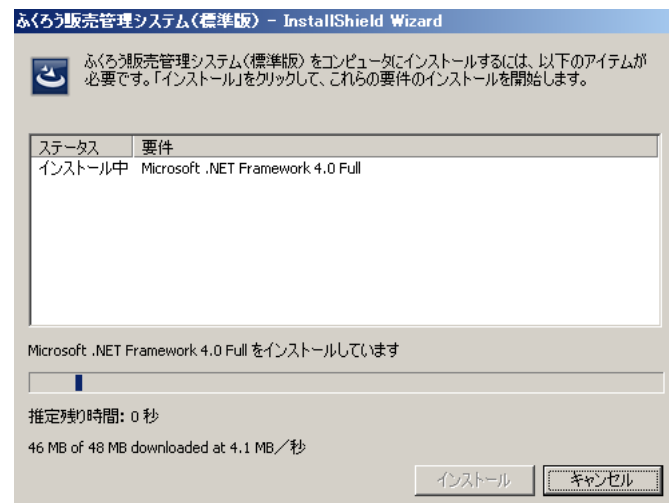 ふくろう販売管理システム(標準版) - InstallShield Wizard
ふくろう販売管理システム(標準版) をコンピュータにインストールするには、以下のアイテムが
必要です。「インストール」をクリックして、これらの要件のインストールを開始します。
ステータス 要件
インストール中 Microsoft .NET Framework 4.0 Full
Microsoft .NET Framework 4.0 Full をインストールしています
推定残り時間: 0 秒
46 MB of 48 MB downloaded at 4.1 MB/秒
インストール キャンセル